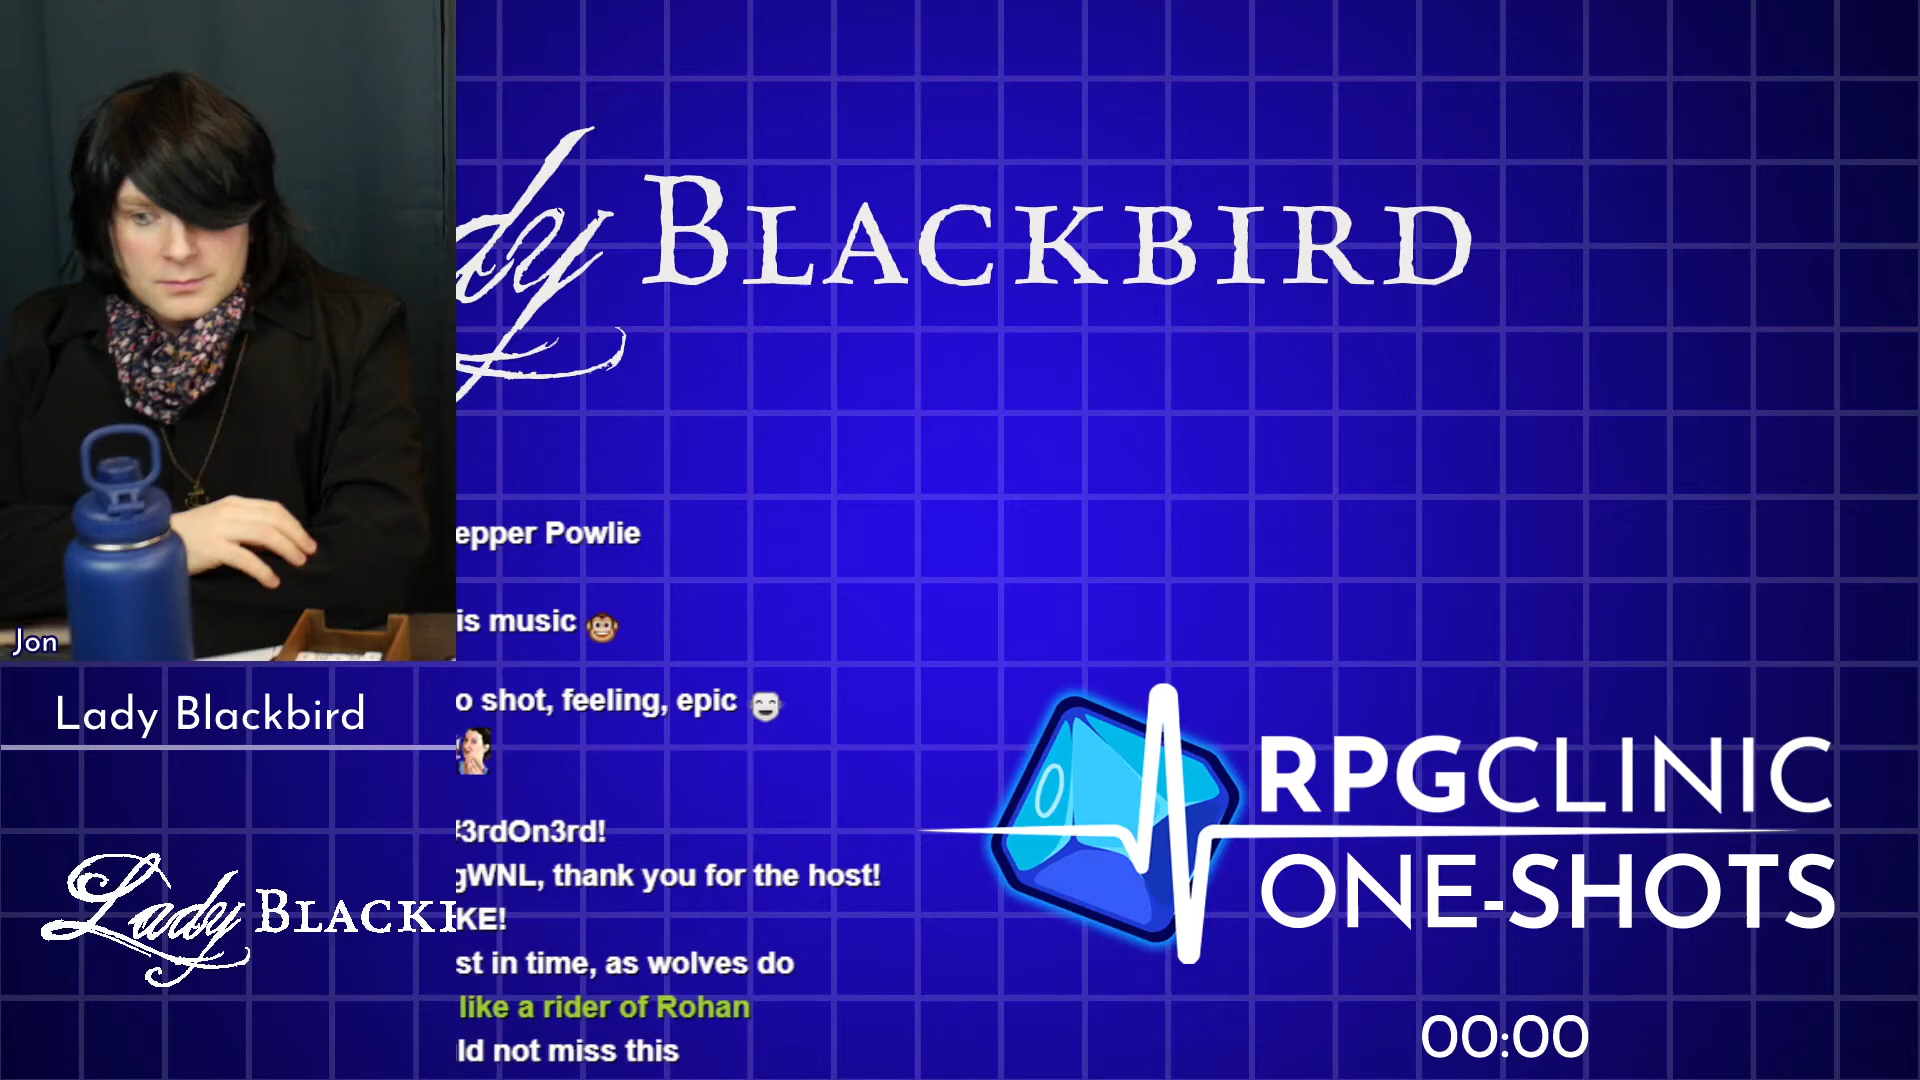 dy BLACKBIRD
epper Powlie
is music
o shot, feeling, epic
3rdOn3rd!
gWNL, thank you for the host!
KE!
st in time, as wolves do
like a rider of Rohan
ld not miss this
Jon
Lady Blackbird
Lady BLACKB
RPGCLINIC
ONE-SHOTS
00:00